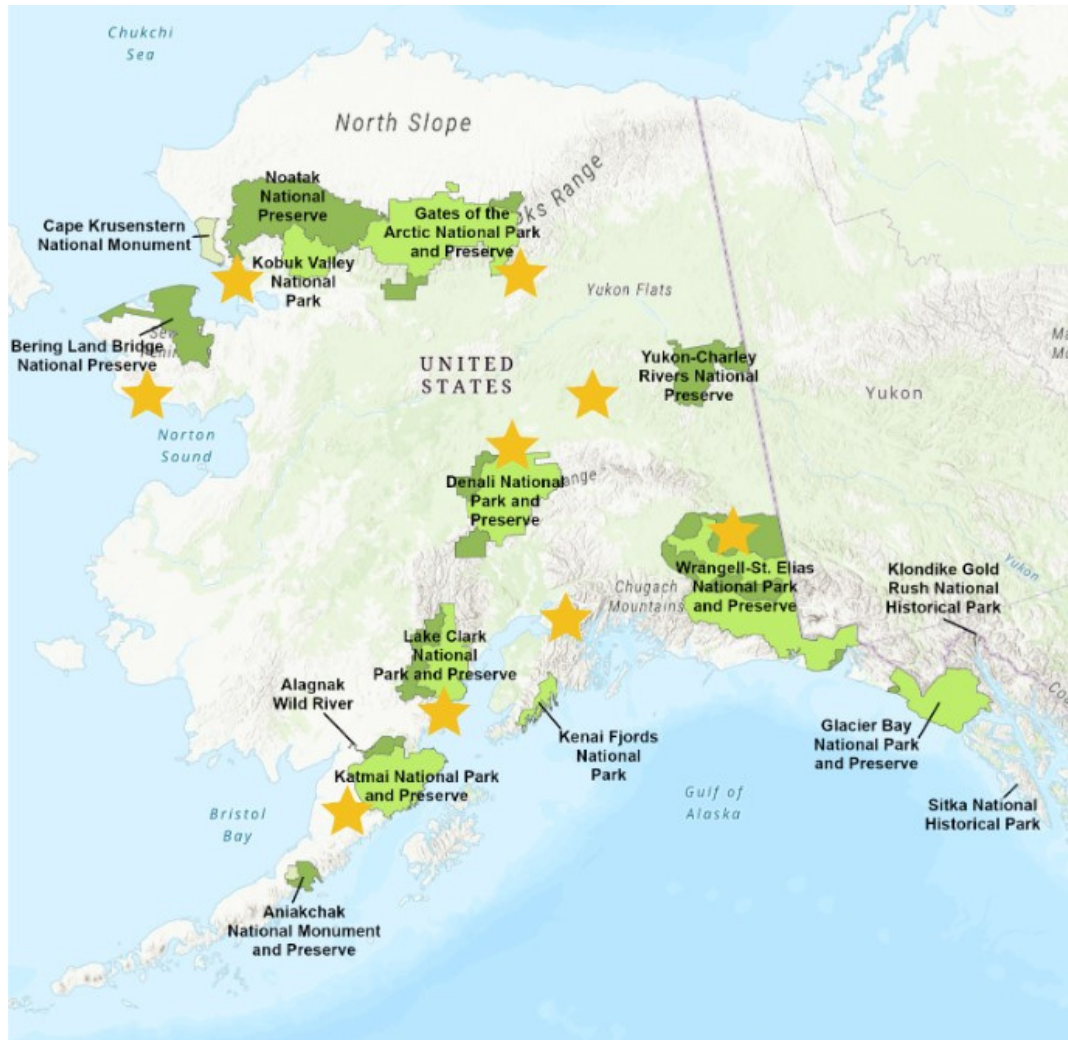 Chukchi
Sea
North Slope
Noatak
National
Preserve
Gates of the
Arctic National Park
and Preserve
oks Range
Cape Krusenstern
National Monument
Kobuk Valley
National
Park
Yukon Flats
Bering Land Bridge
National Preserve
UNITED
STATES
Yukon-Charley
Rivers National
Preserve
Yukon
Norton
Sound
Denali National
Park and
Preserve
ange
Wrangell-St. Elias
National Park
and Preserve
Klondike Gold
Rush National
Historical Park
Yukon
Chugach
Mountains
Lake Clark
National
Park and Preserve
Alagnak
Wild River
Kenai Fjords
National
Park
Glacier Bay
National Park
and Preserve
Katmai National Park
and Preserve
Gulf of
Alaska
Sitka National
Historical Park
Bristol
Bay
Aniakchak
National Monument
and Preserve